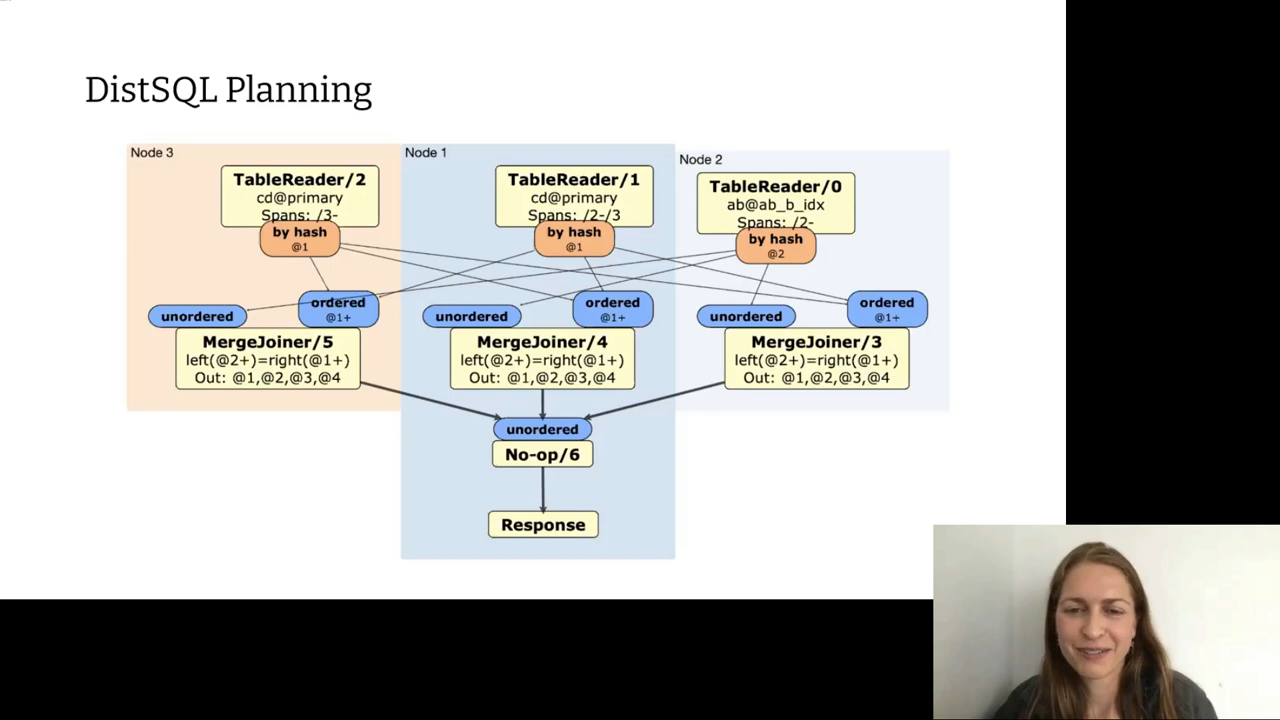 DistSQL Planning
Node 3
TableReader/2
cd@primary
Spans: /3-
by hash
@1
unordered
ordered
@1+
MergeJoiner/5
left(@2+)=right(@1+)
Out: @1,@2,@3,@4
Node 1
TableReader/1
cd@primary
Spans: /2-/3
by hash
@1
unordered
ordered
@1+
MergeJoiner/4
left(@2+)=right(@1+)
Out: @1,@2,@3,@4
Node 2
TableReader/0
ab@ab_b_idx
Spans: /2-
by hash
@2
unordered
ordered
@1+
MergeJoiner/3
left(@2+)=right(@1+)
Out: @1,@2,@3,@4
unordered
No-op/6
Response